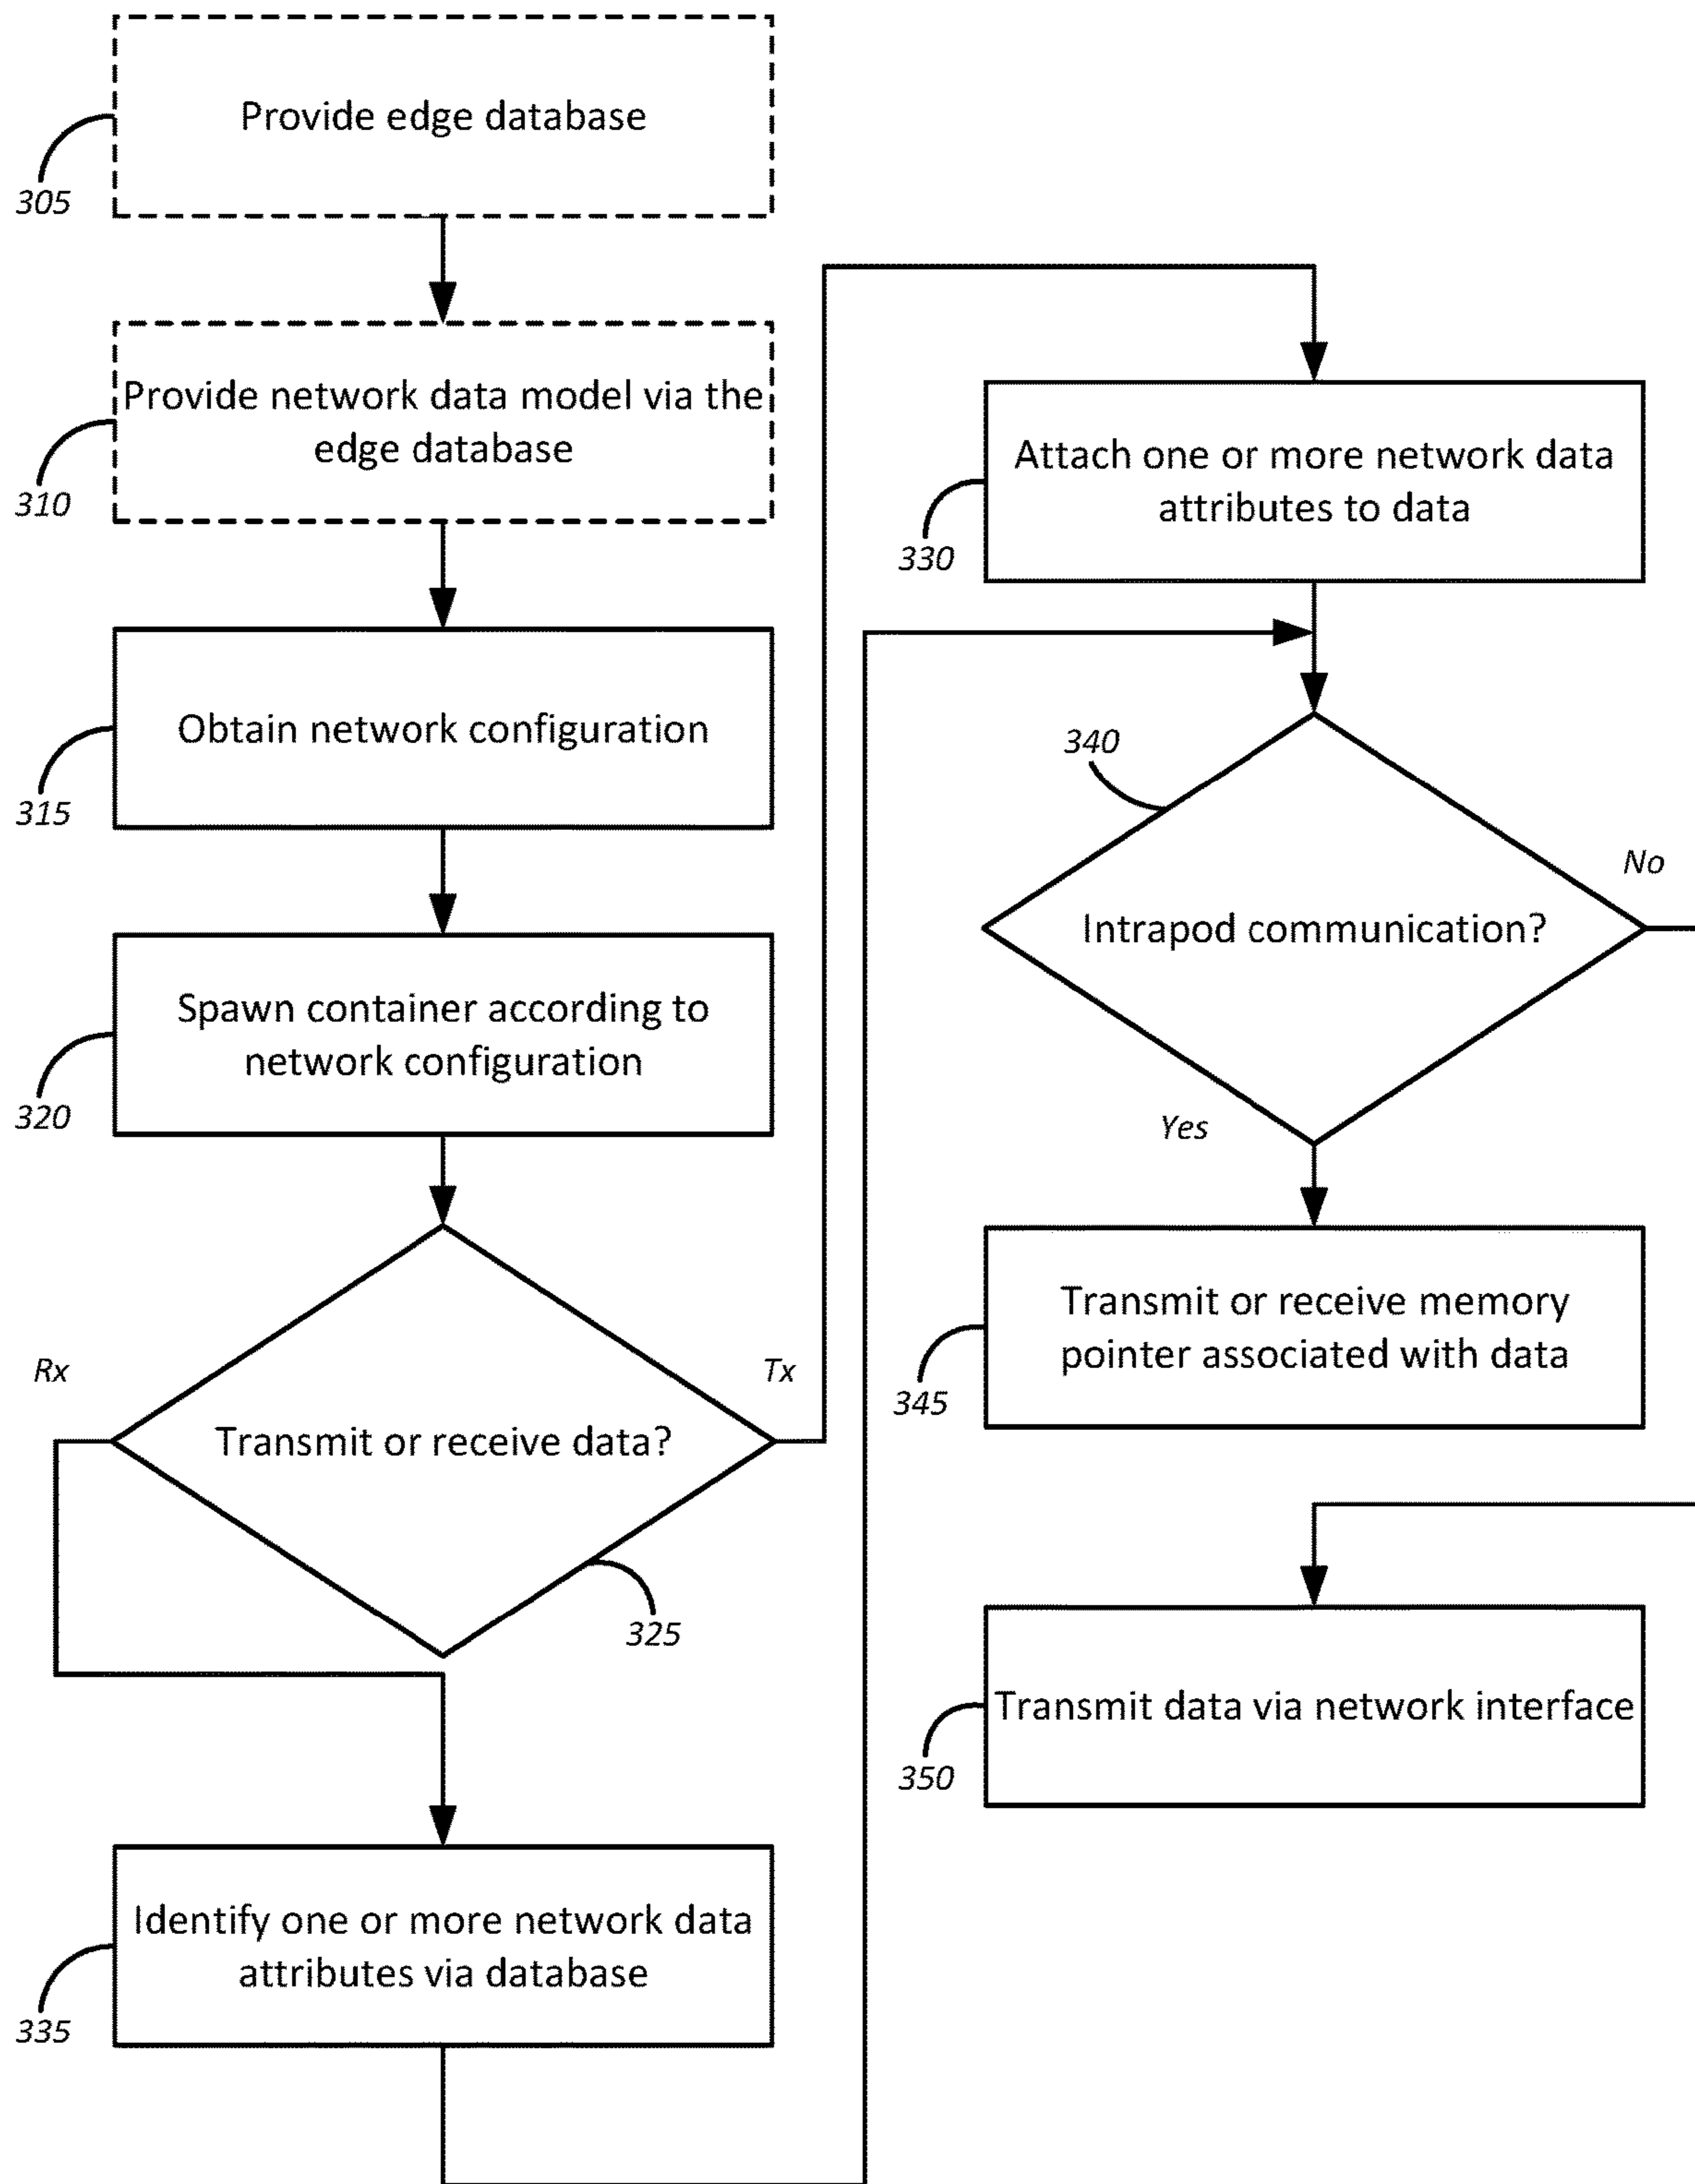 Provide edge database
305
Provide network data model via the
edge database
310
Obtain network configuration
315
Spawn container according to
network configuration
320
Rx
Tx
Transmit or receive data?
325
Identify one or more network data
attributes via database
335
Attach one or more network data
attributes to data
330
340
No
Intrapod communication?
Yes
Transmit or receive memory
pointer associated with data
345
Transmit data via network interface
350